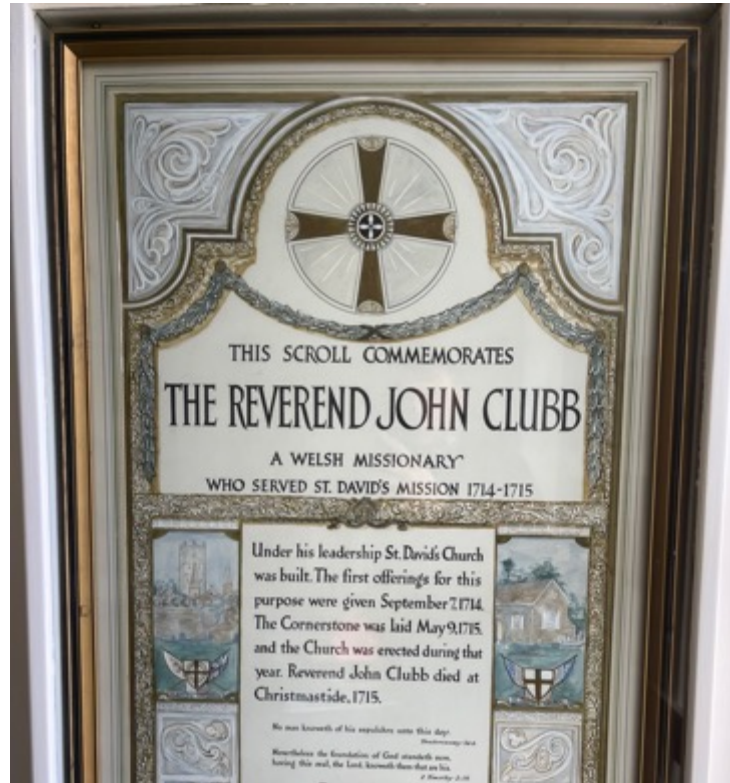 THIS SCROLL COMMEMORATES
THE REVEREND JOHN CLUBB
A WELSH MISSIONARY
WHO SERVED ST. DAVID'S MISSION 1714-1715
Under his leadership St. David's Church
was built. The first offerings for this
purpose were given September 7, 1714.
The Cornerstone was laid May 9, 1715,
and the Church was erected during that
year. Reverend John Clubb died at
Christmastide, 1715.
No man knoweth of his sepulchre unto this day.
Deuteronomy
Nevertheless the foundation of God standeth sure,
having this seal, the Lord knoweth them that are his.
Timothy